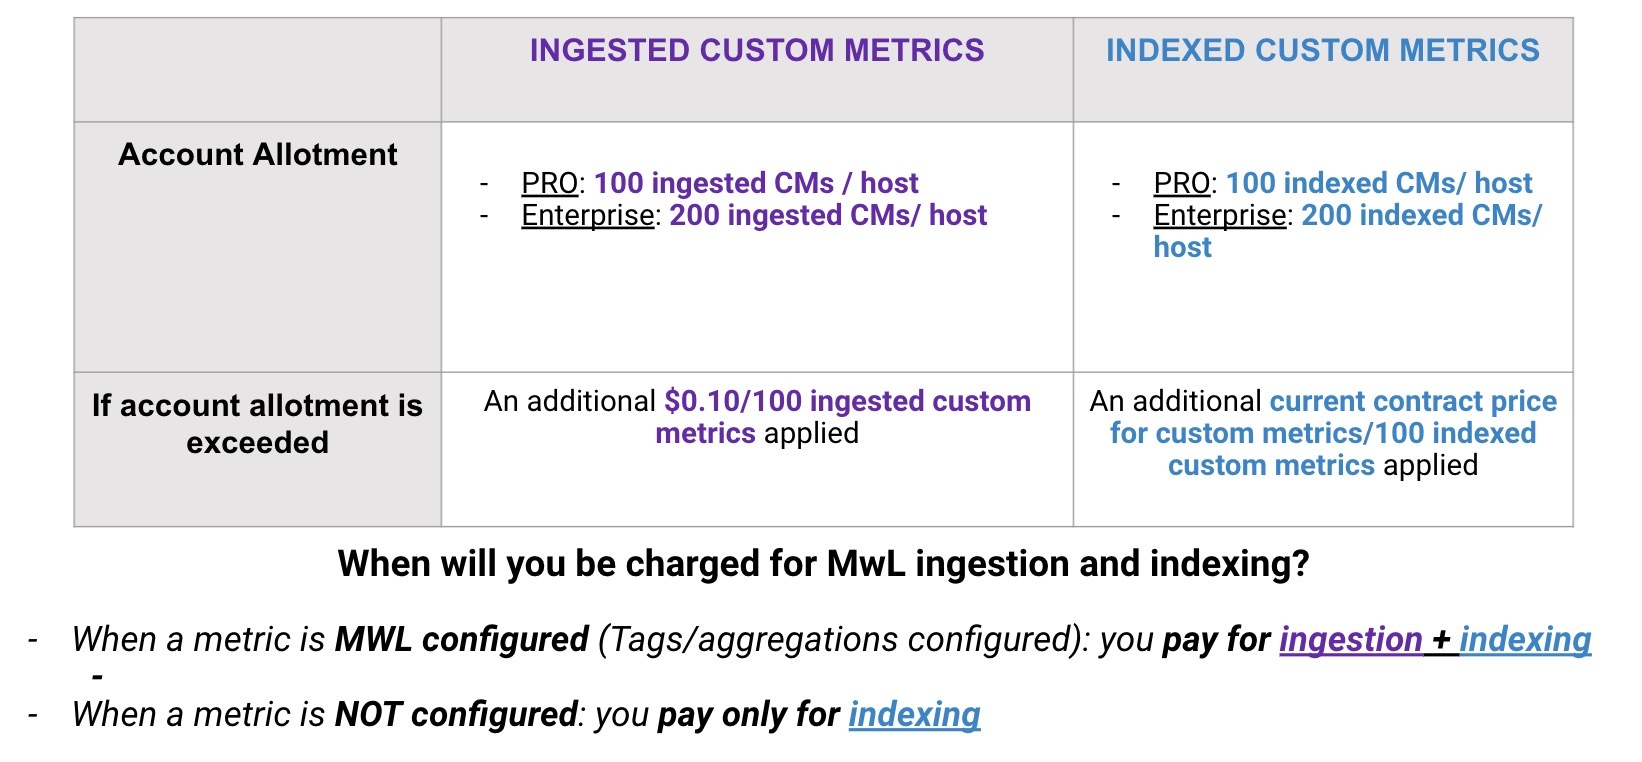 INGESTED CUSTOM METRICS
INDEXED CUSTOM METRICS
Account Allotment
- PRO: 100 ingested CMs / host
- Enterprise: 200 ingested CMs/ host
- PRO: 100 indexed CMs/ host
- Enterprise: 200 indexed CMs/
host
If account allotment is
exceeded
An additional $0.10/100 ingested custom
metrics applied
An additional current contract price
for custom metrics/100 indexed
custom metrics applied
When will you be charged for MwL ingestion and indexing?
- When a metric is MWL configured (Tags/aggregations configured): you pay for ingestion + indexing
-
- When a metric is NOT configured: you pay only for indexing